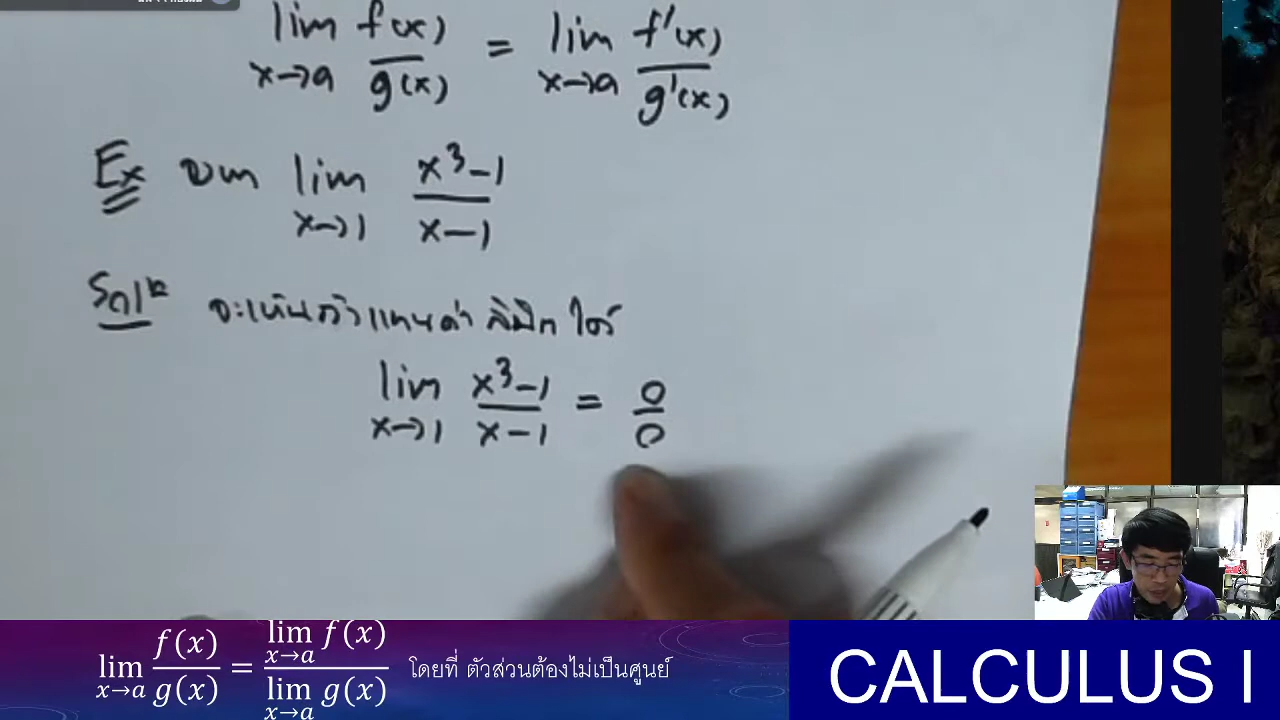 lim f(x)/g(x) = lim f'(x)/g'(x)
x→a x→a
Ex จงหา lim x³-1/x-1
x→1
จะเห็นว่าแทนค่า ลิมิต ได้
lim x³-1/x-1 = 0/0
x→1
lim x→a f(x)/g(x) = lim x→a f(x)/lim x→a g(x) โดยที่ ตัวส่วนต้องไม่เป็นศูนย์
CALCULUS I